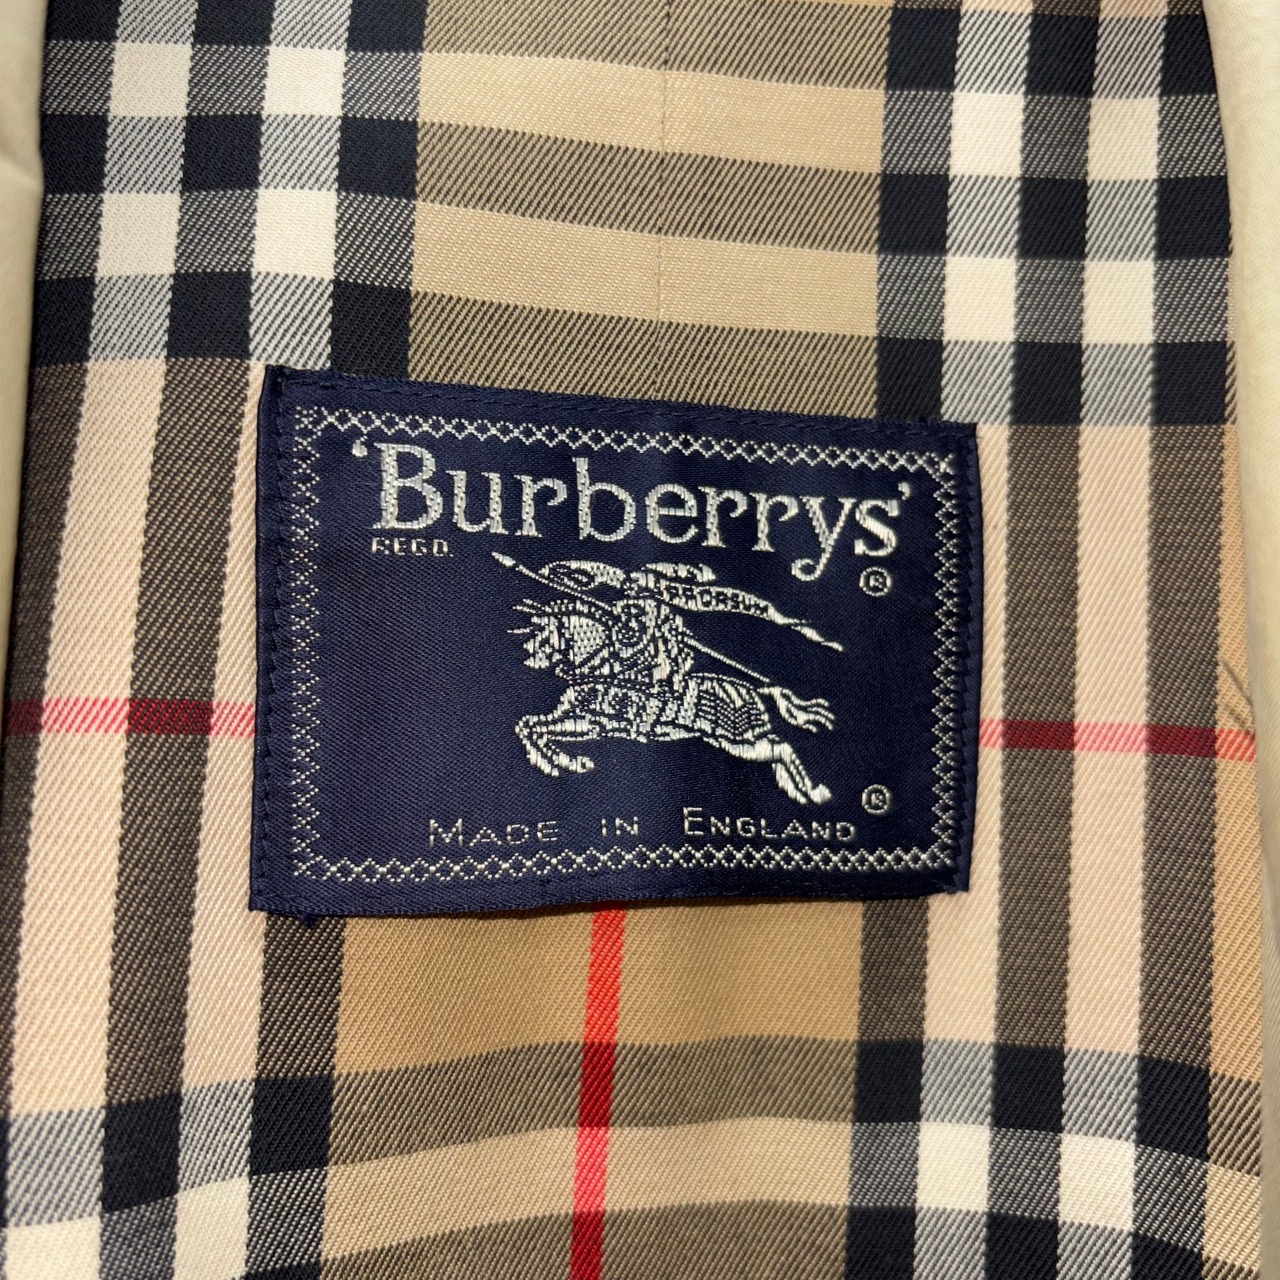 ‘Burberrys’
REGD.
®
PRORSUM
®
MADE IN ENGLAND